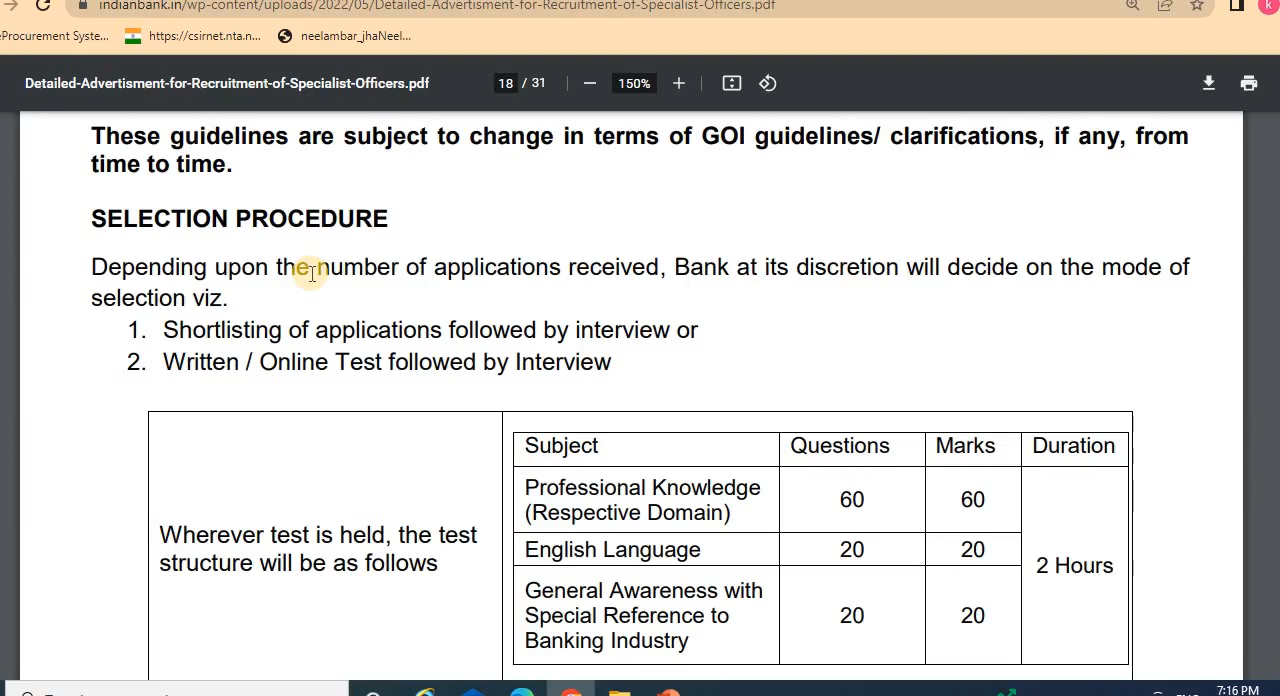 indianbank.in/wp-content/uploads/2022/05/Detailed-Advertisment-for-Recruitment-of-Specialist-Officers.pdf
eProcurement Syste... https://csirnet.nta.n... neelambar_jhaNeel...
k
Detailed-Advertisment-for-Recruitment-of-Specialist-Officers.pdf 18 / 31 150%
These guidelines are subject to change in terms of GOI guidelines/ clarifications, if any, from
time to time.
SELECTION PROCEDURE
Depending upon the number of applications received, Bank at its discretion will decide on the mode of
selection viz.
1. Shortlisting of applications followed by interview or
2. Written / Online Test followed by Interview
Wherever test is held, the test
structure will be as follows
Subject Questions Marks Duration
Professional Knowledge
(Respective Domain) 60 60
English Language 20 20
2 Hours
General Awareness with
Special Reference to
Banking Industry 20 20
7:16 PM